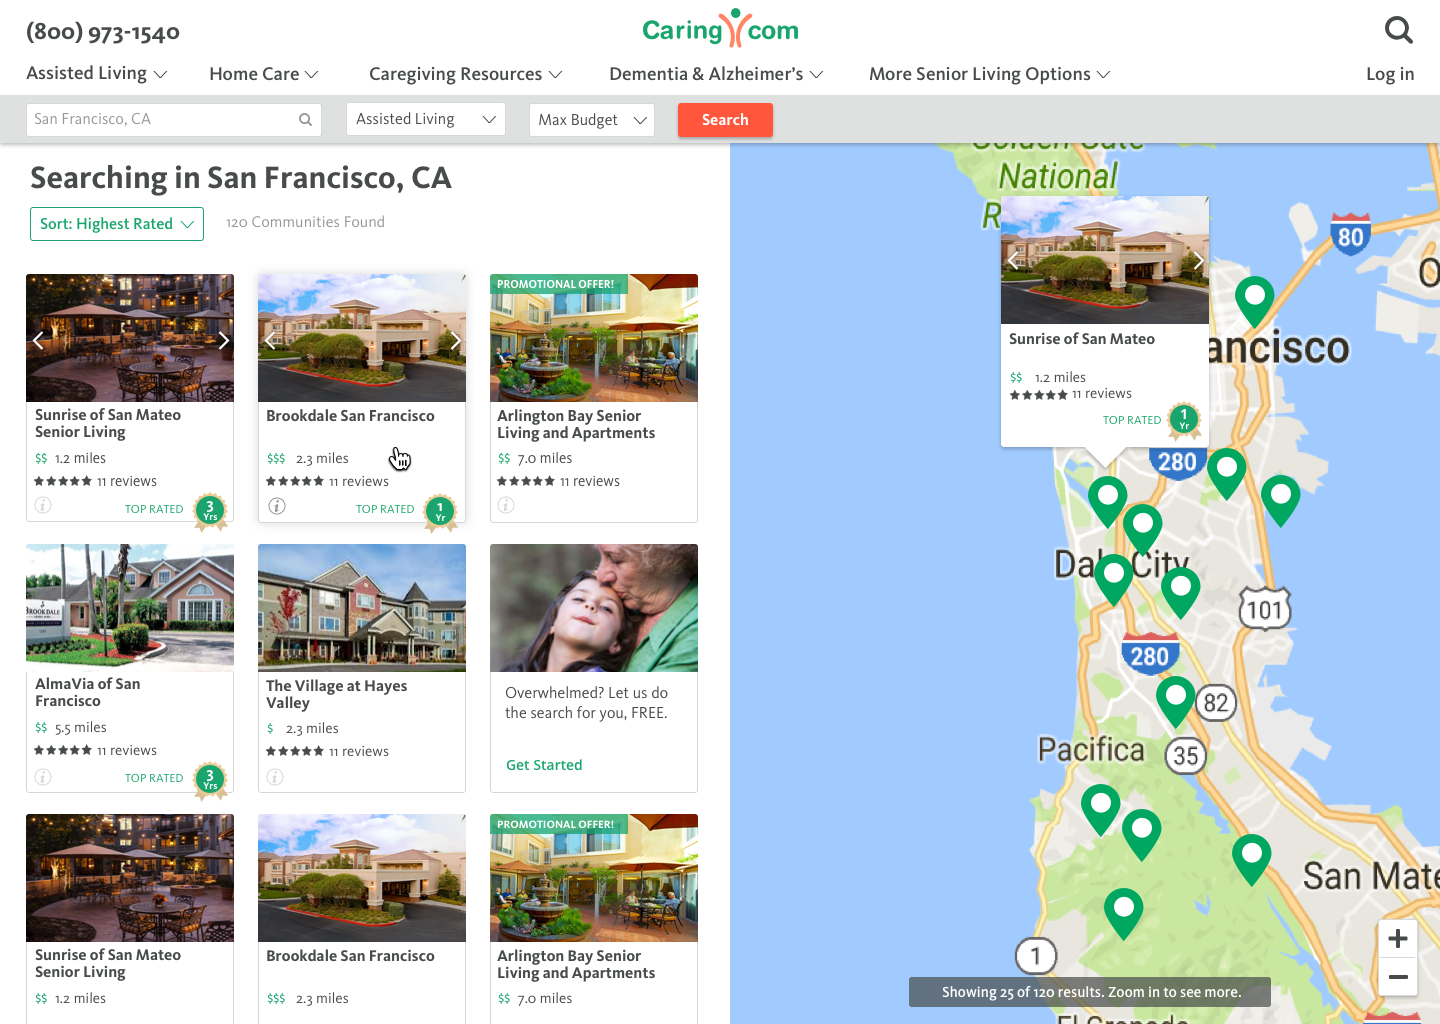 (800) 973-1540
Caring com
Assisted Living
Home Care
Caregiving Resources
Dementia & Alzheimer's
More Senior Living Options
Log in
San Francisco, CA
Assisted Living
Max Budget
Search
Searching in San Francisco, CA
Sort: Highest Rated
120 Communities Found
Sunrise of San Mateo
Senior Living
$$ 1.2 miles
★★★★★ 11 reviews
TOP RATED
3
Yrs
Brookdale San Francisco
$$$ 2.3 miles
★★★★★ 11 reviews
TOP RATED
1
Yr
PROMOTIONAL OFFER!
Arlington Bay Senior
Living and Apartments
$$ 7.0 miles
★★★★★ 11 reviews
BROOKDALE
AlmaVia of San
Francisco
$$ 5.5 miles
★★★★★ 11 reviews
TOP RATED
3
Yrs
The Village at Hayes
Valley
$ 2.3 miles
★★★★★ 11 reviews
Overwhelmed? Let us do
the search for you, FREE.
Get Started
Sunrise of San Mateo
Senior Living
$$ 1.2 miles
Brookdale San Francisco
$$$ 2.3 miles
PROMOTIONAL OFFER!
Arlington Bay Senior
Living and Apartments
$$ 7.0 miles
Golden Gate
National
R
80
O
ancisco
Sunrise of San Mateo
$$ 1.2 miles
★★★★★ 11 reviews
TOP RATED
1
Yr
280
Daly City
101
280
82
Pacifica
35
San Mate
1
+
−
Showing 25 of 120 results. Zoom in to see more.
El Granada